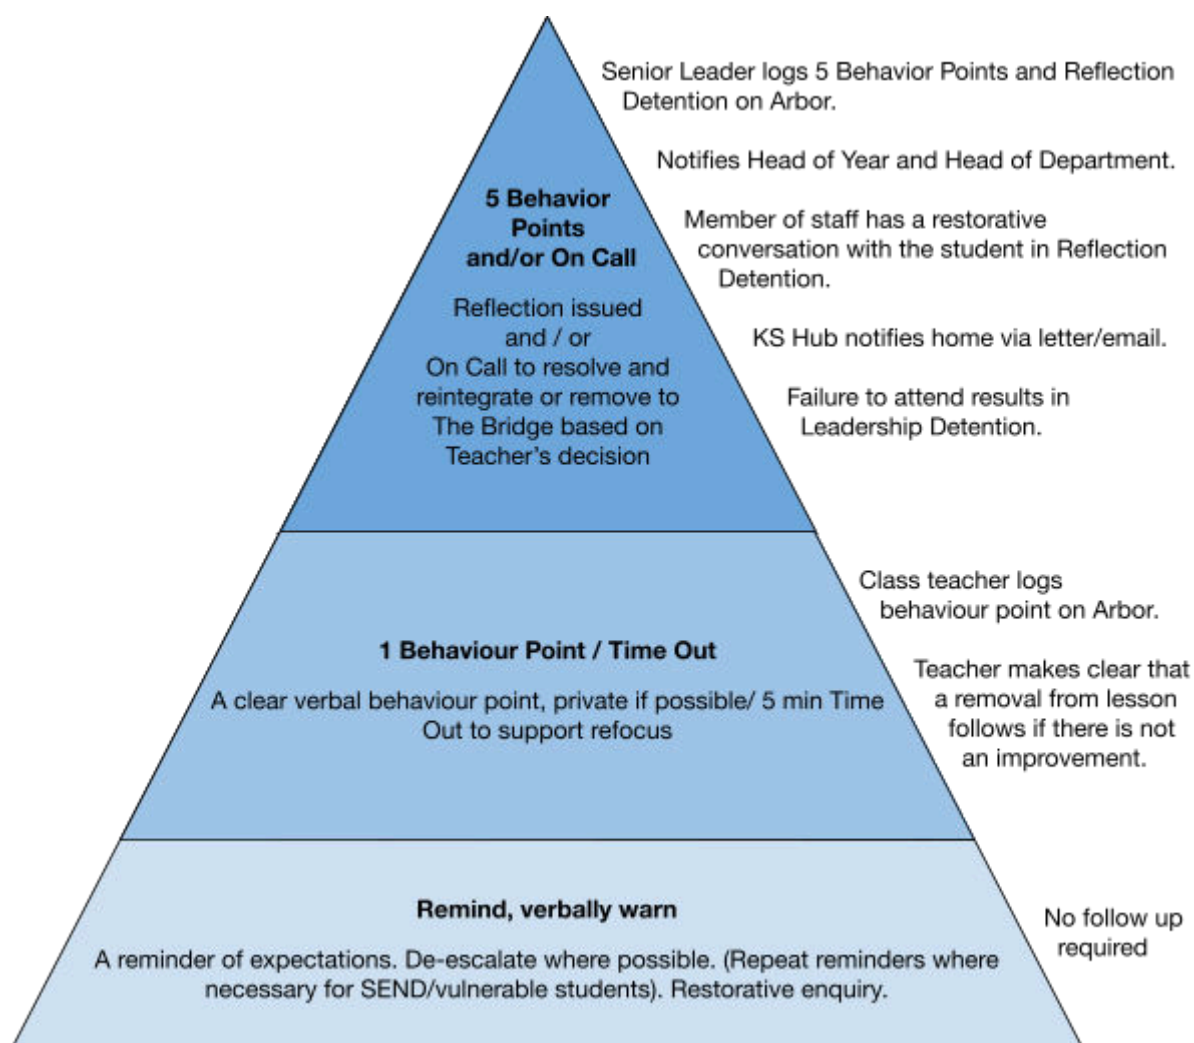 Senior Leader logs 5 Behavior Points and Reflection
Detention on Arbor.
Notifies Head of Year and Head of Department.
Member of staff has a restorative
conversation with the student in Reflection
Detention.
KS Hub notifies home via letter/email.
Failure to attend results in
Leadership Detention.
5 Behavior
Points
and/or On Call
Reflection issued
and / or
On Call to resolve and
reintegrate or remove to
The Bridge based on
Teacher's decision
Class teacher logs
behaviour point on Arbor.
Teacher makes clear that
a removal from lesson
follows if there is not
an improvement.
1 Behaviour Point / Time Out
A clear verbal behaviour point, private if possible/ 5 min Time
Out to support refocus
Remind, verbally warn
A reminder of expectations. De-escalate where possible. (Repeat reminders where
necessary for SEND/vulnerable students). Restorative enquiry.
No follow up
required